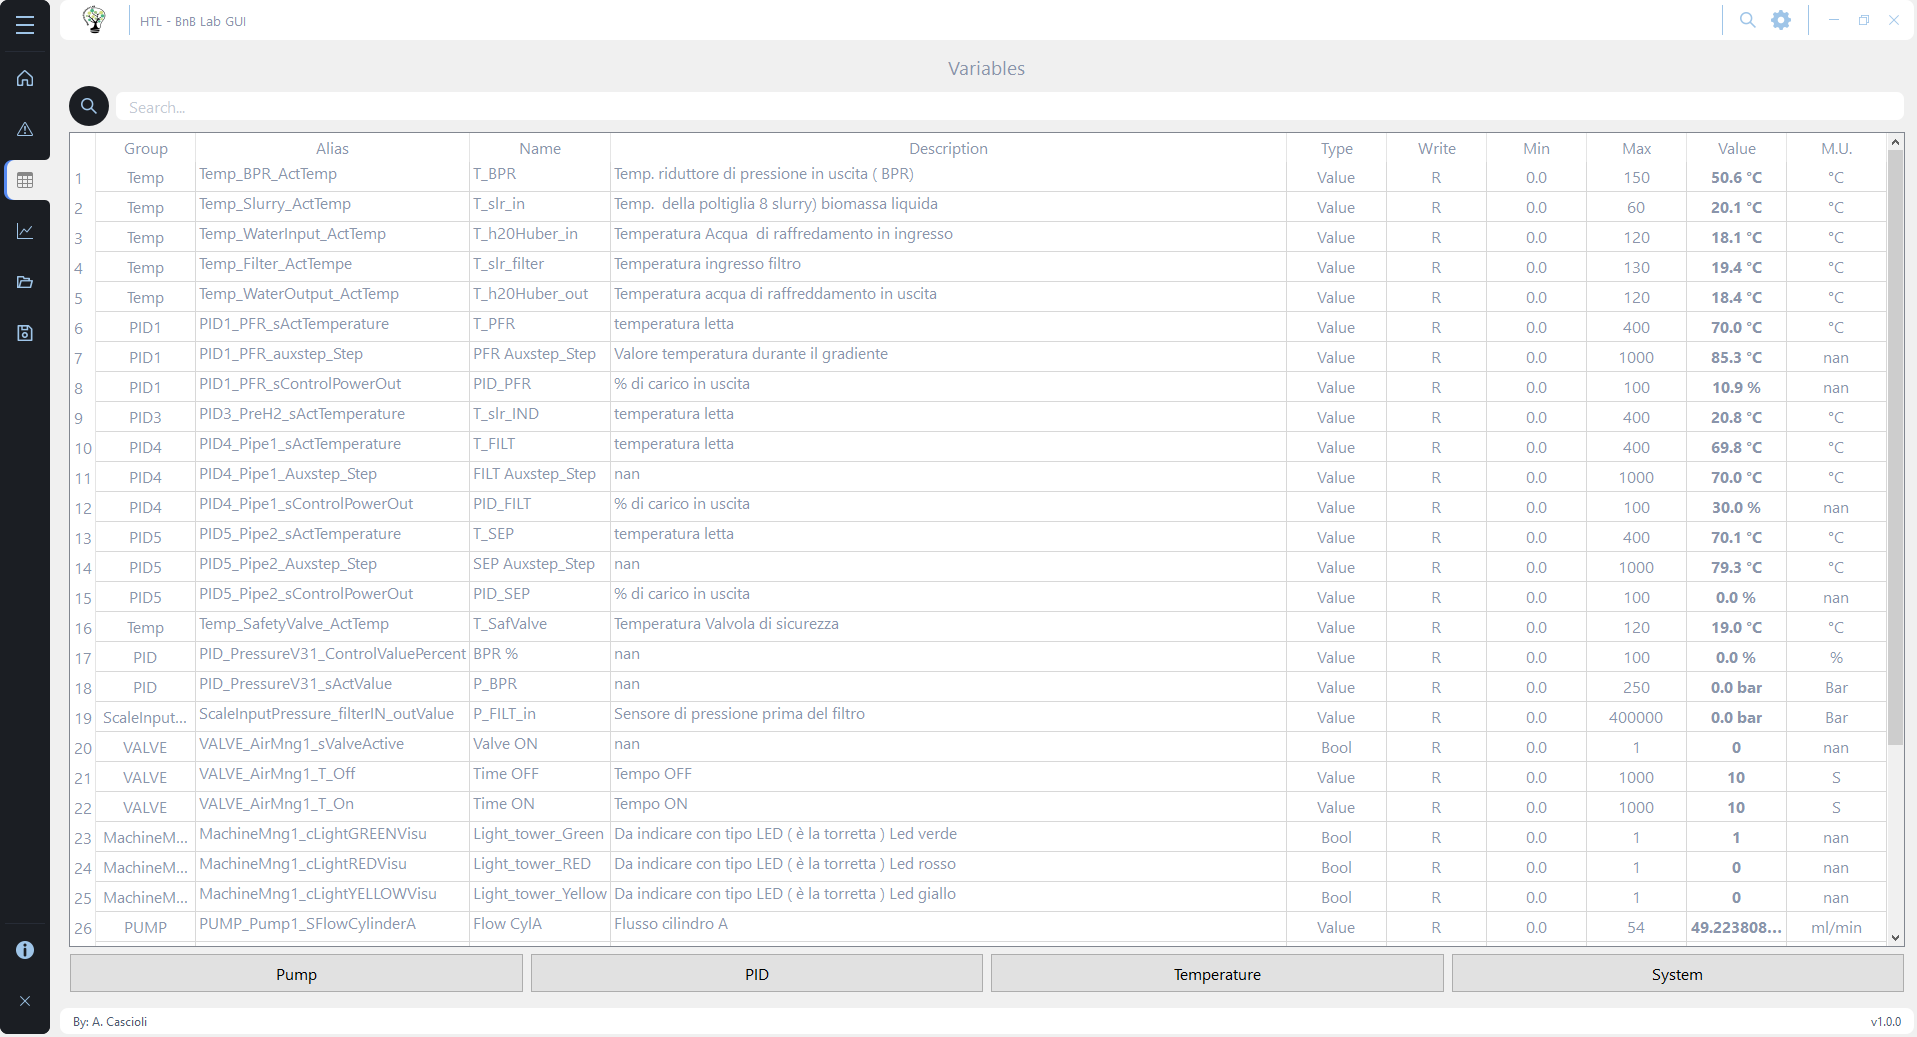 HTL - BnB Lab GUI
Variables
Search...
Group Alias Name Description Type Write Min Max Value M.U.
1 Temp Temp_BPR_ActTemp T_BPR Temp. riduttore di pressione in uscita ( BPR) Value R 0.0 150 50.6 °C °C
2 Temp Temp_Slurry_ActTemp T_slr_in Temp.  della poltiglia 8 slurry) biomassa liquida Value R 0.0 60 20.1 °C °C
3 Temp Temp_WaterInput_ActTemp T_h20Huber_in Temperatura Acqua  di raffredamento in ingresso Value R 0.0 120 18.1 °C °C
4 Temp Temp_Filter_ActTempe T_slr_filter Temperatura ingresso filtro Value R 0.0 130 19.4 °C °C
5 Temp Temp_WaterOutput_ActTemp T_h20Huber_out Temperatura acqua di raffreddamento in uscita Value R 0.0 120 18.4 °C °C
6 PID1 PID1_PFR_sActTemperature T_PFR temperatura letta Value R 0.0 400 70.0 °C °C
7 PID1 PID1_PFR_auxstep_Step PFR Auxstep_Step Valore temperatura durante il gradiente Value R 0.0 1000 85.3 °C nan
8 PID1 PID1_PFR_sControlPowerOut PID_PFR % di carico in uscita Value R 0.0 100 10.9 % nan
9 PID3 PID3_PreH2_sActTemperature T_slr_IND temperatura letta Value R 0.0 400 20.8 °C °C
10 PID4 PID4_Pipe1_sActTemperature T_FILT temperatura letta Value R 0.0 400 69.8 °C °C
11 PID4 PID4_Pipe1_Auxstep_Step FILT Auxstep_Step nan Value R 0.0 1000 70.0 °C °C
12 PID4 PID4_Pipe1_sControlPowerOut PID_FILT % di carico in uscita Value R 0.0 100 30.0 % nan
13 PID5 PID5_Pipe2_sActTemperature T_SEP temperatura letta Value R 0.0 400 70.1 °C °C
14 PID5 PID5_Pipe2_Auxstep_Step SEP Auxstep_Step nan Value R 0.0 1000 79.3 °C °C
15 PID5 PID5_Pipe2_sControlPowerOut PID_SEP % di carico in uscita Value R 0.0 100 0.0 % nan
16 Temp Temp_SafetyValve_ActTemp T_SafValve Temperatura Valvola di sicurezza Value R 0.0 120 19.0 °C °C
17 PID PID_PressureV31_ControlValuePercent BPR % nan Value R 0.0 100 0.0 % %
18 PID PID_PressureV31_sActValue P_BPR nan Value R 0.0 250 0.0 bar Bar
19 ScaleInput... ScaleInputPressure_filterIN_outValue P_FILT_in Sensore di pressione prima del filtro Value R 0.0 400000 0.0 bar Bar
20 VALVE VALVE_AirMng1_sValveActive Valve ON nan Bool R 0.0 1 0 nan
21 VALVE VALVE_AirMng1_T_Off Time OFF Tempo OFF Value R 0.0 1000 10 S
22 VALVE VALVE_AirMng1_T_On Time ON Tempo ON Value R 0.0 1000 10 S
23 MachineM... MachineMng1_cLightGREENVisu Light_tower_Green Da indicare con tipo LED ( è la torretta ) Led verde Bool R 0.0 1 1 nan
24 MachineM... MachineMng1_cLightREDVisu Light_tower_RED Da indicare con tipo LED ( è la torretta ) Led rosso Bool R 0.0 1 0 nan
25 MachineM... MachineMng1_cLightYELLOWVisu Light_tower_Yellow Da indicare con tipo LED ( è la torretta ) Led giallo Bool R 0.0 1 0 nan
26 PUMP PUMP_Pump1_SFlowCylinderA Flow CylA Flusso cilindro A Value R 0.0 54 49.223808... ml/min
Pump PID Temperature System
By: A. Cascioli v1.0.0